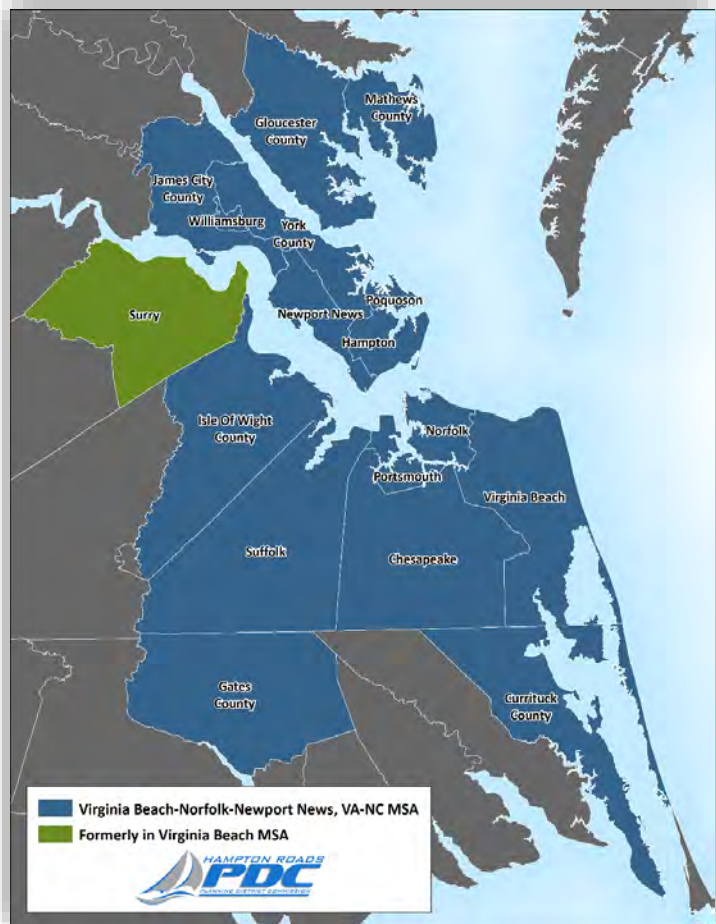 Mathews
County
Gloucester
County
James City
County
Williamsburg
York
County
Surry
Newport News
Poquoson
Hampton
Isle Of Wight
County
Norfolk
Portsmouth
Virginia Beach
Suffolk
Chesapeake
Gates
County
Currituck
County
Virginia Beach-Norfolk-Newport News, VA-NC MSA
Formerly in Virginia Beach MSA
HAMPTON ROADS
PDC
PLANNING DISTRICT COMMISSION